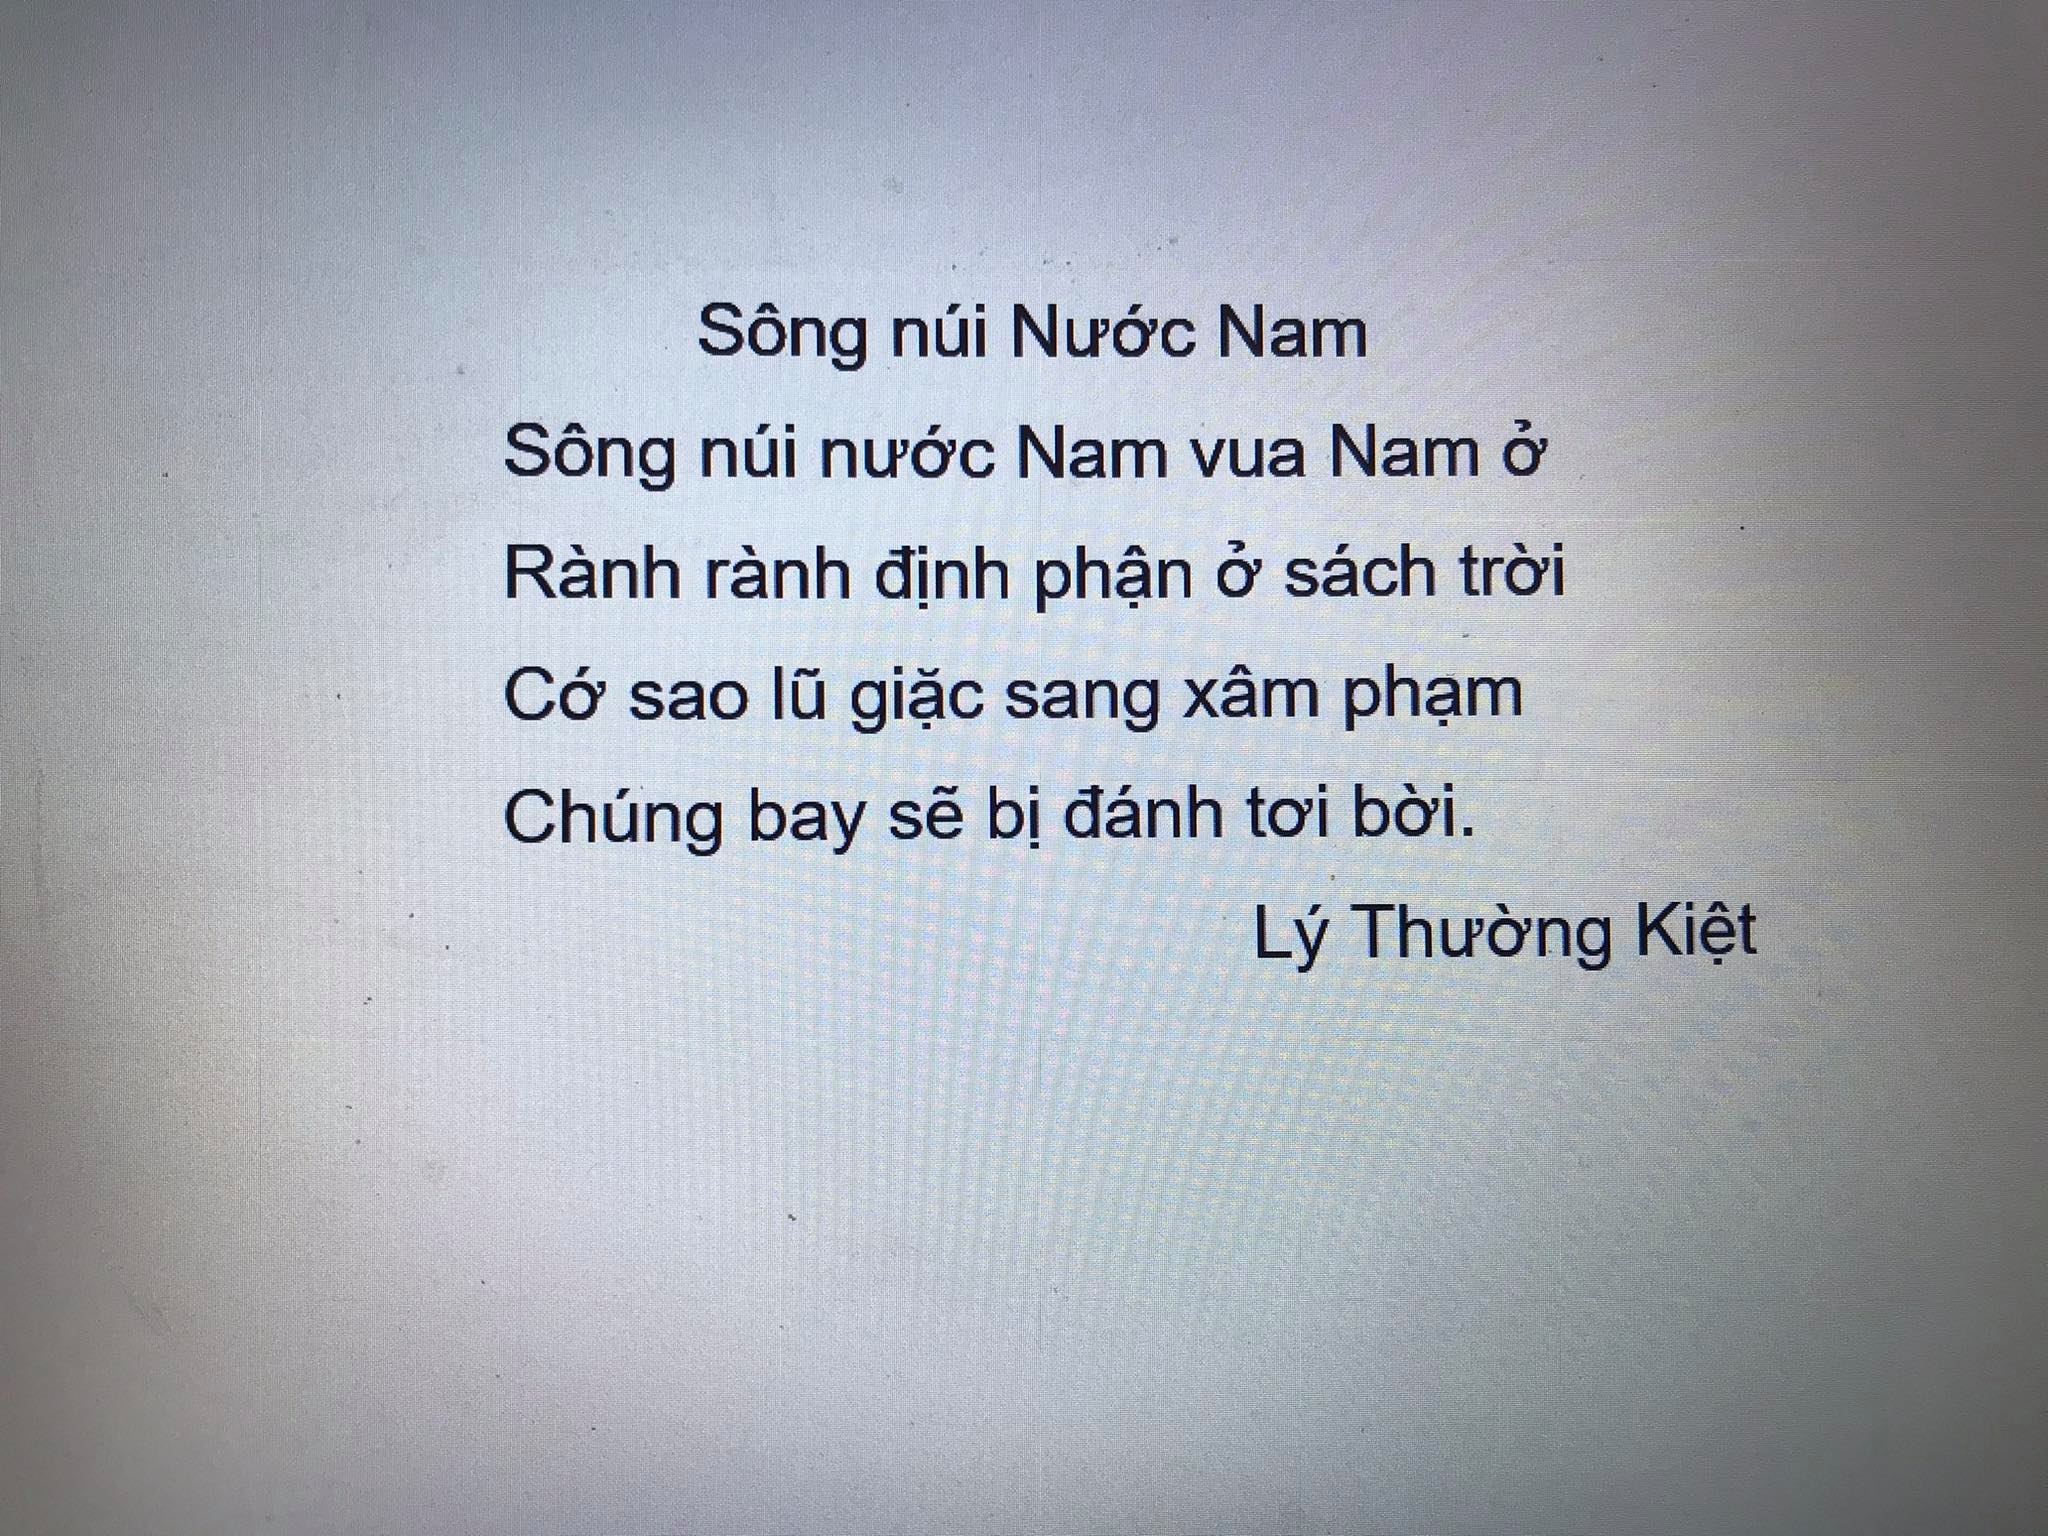 Sông núi Nước Nam
Sông núi nước Nam vua Nam ở
Rành rành định phận ở sách trời
Cớ sao lũ giặc sang xâm phạm
Chúng bay sẽ bị đánh tơi bời.
Lý Thường Kiệt